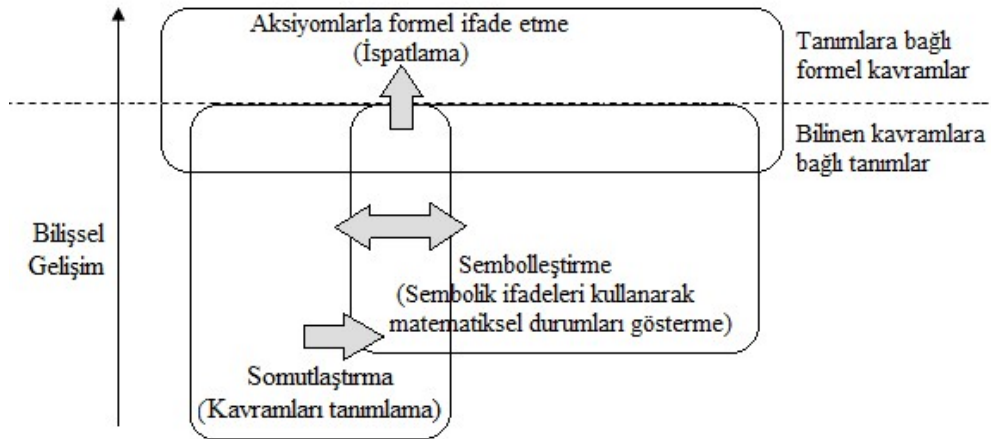 Aksiyomlarla formel ifade etme
(İspatlama)
Tanımlara bağlı
formel kavramlar
Bilinen kavramlara
bağlı tanımlar
Bilişsel
Gelişim
Sembolleştirme
(Sembolik ifadeleri kullanarak
matematiksel durumları gösterme)
Somutlaştırma
(Kavramları tanımlama)